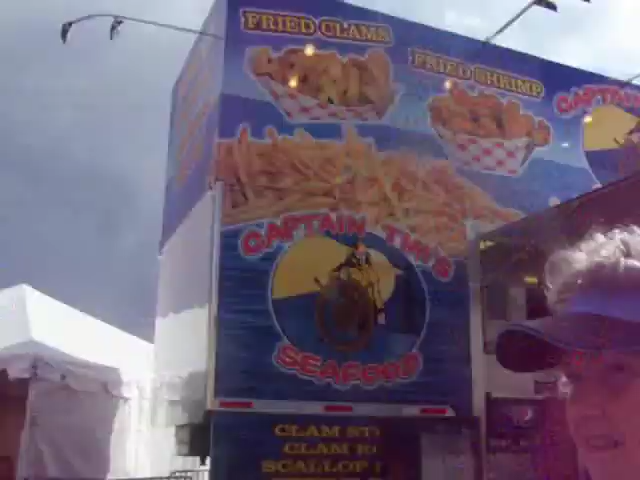 FRIED CLAMS
FRIED SHRIMP
CAPTAIN
CAPTAIN TIM'S
SEAFOOD
CLAM
CLAM
SCALLOP